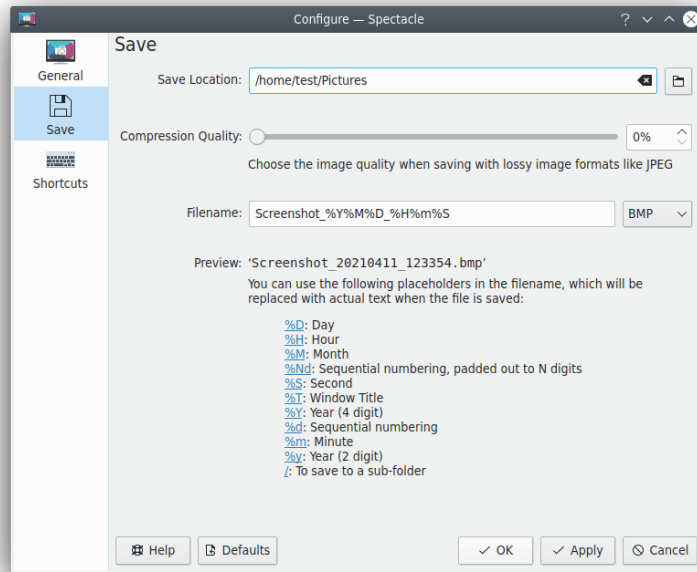 Configure — Spectacle
General
Save
Shortcuts
Save
Save Location: /home/test/Pictures
Compression Quality: 0%
Choose the image quality when saving with lossy image formats like JPEG
Filename: Screenshot_%Y%M%D_%H%m%S BMP
Preview: ‘Screenshot_20210411_123354.bmp’
You can use the following placeholders in the filename, which will be
replaced with actual text when the file is saved:
%D: Day
%H: Hour
%M: Month
%Nd: Sequential numbering, padded out to N digits
%S: Second
%T: Window Title
%Y: Year (4 digit)
%d: Sequential numbering
%m: Minute
%y: Year (2 digit)
/: To save to a sub-folder
Help Defaults OK Apply Cancel